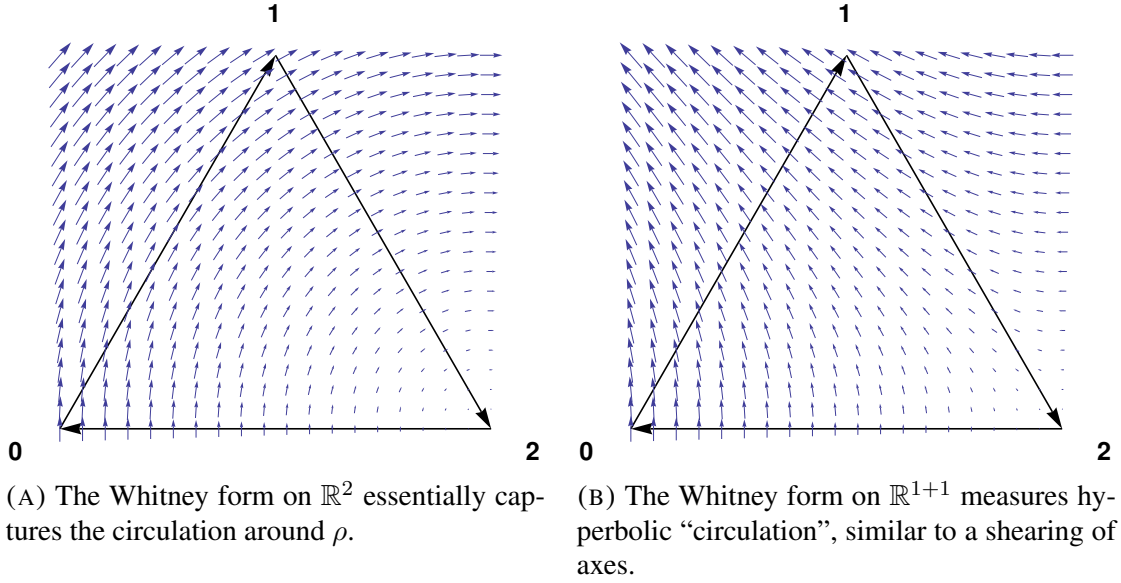 1
1
0
2
0
2
(A) The Whitney form on ℝ² essentially cap-
tures the circulation around ρ.
(B) The Whitney form on ℝ¹⁺¹ measures hy-
perbolic “circulation”, similar to a shearing of
axes.